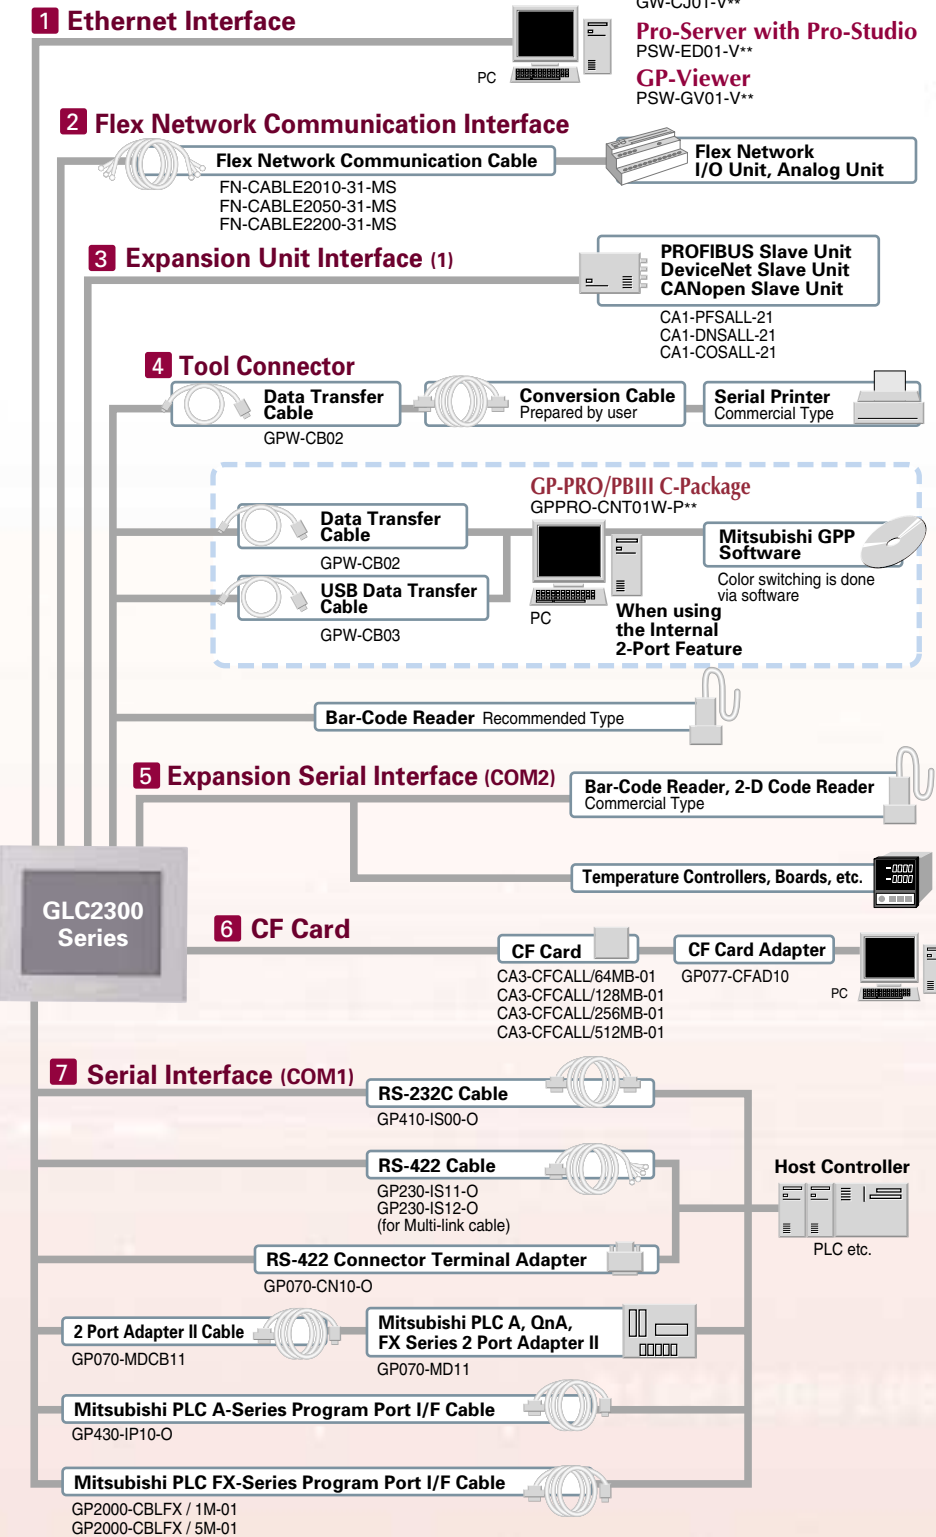 GW-CJ01-V**
1 Ethernet Interface
Pro-Server with Pro-Studio
PSW-ED01-V**
PC
GP-Viewer
PSW-GV01-V**
2 Flex Network Communication Interface
Flex Network Communication Cable
FN-CABLE2010-31-MS
FN-CABLE2050-31-MS
FN-CABLE2200-31-MS
Flex Network
I/O Unit, Analog Unit
3 Expansion Unit Interface (1)
PROFIBUS Slave Unit
DeviceNet Slave Unit
CANopen Slave Unit
CA1-PFSALL-21
CA1-DNSALL-21
CA1-COSALL-21
4 Tool Connector
Data Transfer
Cable
GPW-CB02
Conversion Cable
Prepared by user
Serial Printer
Commercial Type
GP-PRO/PBIII C-Package
GPPRO-CNT01W-P**
Data Transfer
Cable
GPW-CB02
USB Data Transfer
Cable
GPW-CB03
PC
When using
the Internal
2-Port Feature
Mitsubishi GPP
Software
Color switching is done
via software
Bar-Code Reader Recommended Type
5 Expansion Serial Interface (COM2)
Bar-Code Reader, 2-D Code Reader
Commercial Type
Temperature Controllers, Boards, etc.
GLC2300
Series
6 CF Card
CF Card
CA3-CFCALL/64MB-01
CA3-CFCALL/128MB-01
CA3-CFCALL/256MB-01
CA3-CFCALL/512MB-01
CF Card Adapter
GP077-CFAD10
PC
7 Serial Interface (COM1)
RS-232C Cable
GP410-IS00-O
RS-422 Cable
GP230-IS11-O
GP230-IS12-O
(for Multi-link cable)
Host Controller
PLC etc.
RS-422 Connector Terminal Adapter
GP070-CN10-O
2 Port Adapter II Cable
GP070-MDCB11
Mitsubishi PLC A, QnA,
FX Series 2 Port Adapter II
GP070-MD11
Mitsubishi PLC A-Series Program Port I/F Cable
GP430-IP10-O
Mitsubishi PLC FX-Series Program Port I/F Cable
GP2000-CBLFX / 1M-01
GP2000-CBLFX / 5M-01